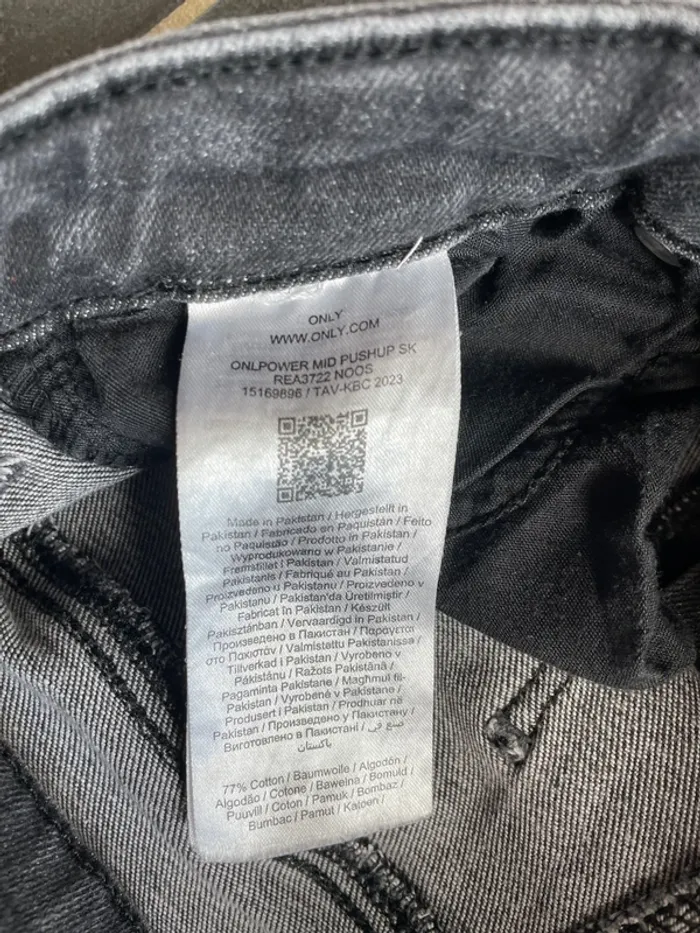 ONLY
WWW.ONLY.COM
ONLPOWER MID PUSHUP SK
REA3722 NOOS
15169896 / TAV-KBC 2023
Made in Pakistan / Hergestellt in
Pakistan / Fabricado en Paquistán / Feito
no Paquistão / Prodotto in Pakistan /
Wyprodukowano w Pakistanie /
Fremstillet i Pakistan / Valmistatud
Pakistanis / Fabriqué au Pakistan /
Proizvedeno u Pakistanu / Proizvedeno v
Pakistanu / Pakistan'da Üretilmiştir /
Fabricat în Pakistan / Készült
Pakisztánban / Vervaardigd in Pakistan /
Произведено в Пакистан / Παράγεται
στο Πακιστάν / Valmistettu Pakistanissa /
Tillverkad i Pakistan / Vyrobeno v
Pákistánu / Ražots Pakistānā /
Pagaminta Pakistane / Magħmul fil-
Pakistan / Vyrobené v Pakistane /
Produsert i Pakistan / Prodhuar në
Pakistan / Произведено у Пакистану /
Виготовлено в Пакистані / صنع في
باكستان
77% Cotton / Baumwolle / Algodón /
Algodão / Cotone / Bawełna / Bomuld /
Puuvill / Coton / Pamuk / Bombaz /
Bumbac / Pamut / Katoen /